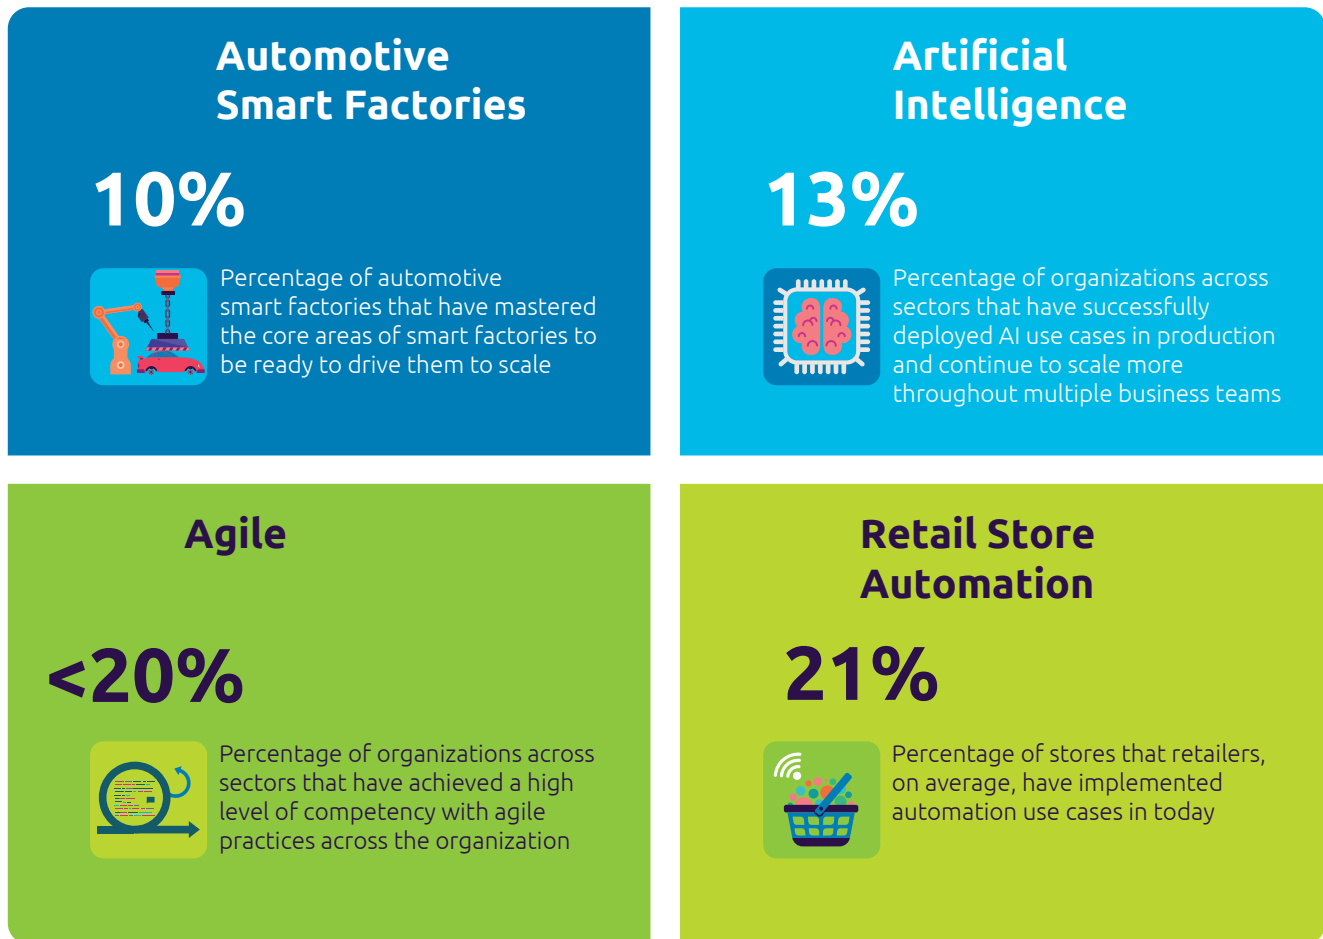 Automotive
Smart Factories
10%
Percentage of automotive
smart factories that have mastered
the core areas of smart factories to
be ready to drive them to scale
Artificial
Intelligence
13%
Percentage of organizations across
sectors that have successfully
deployed AI use cases in production
and continue to scale more
throughout multiple business teams
Agile
<20%
Percentage of organizations across
sectors that have achieved a high
level of competency with agile
practices across the organization
Retail Store
Automation
21%
Percentage of stores that retailers,
on average, have implemented
automation use cases in today